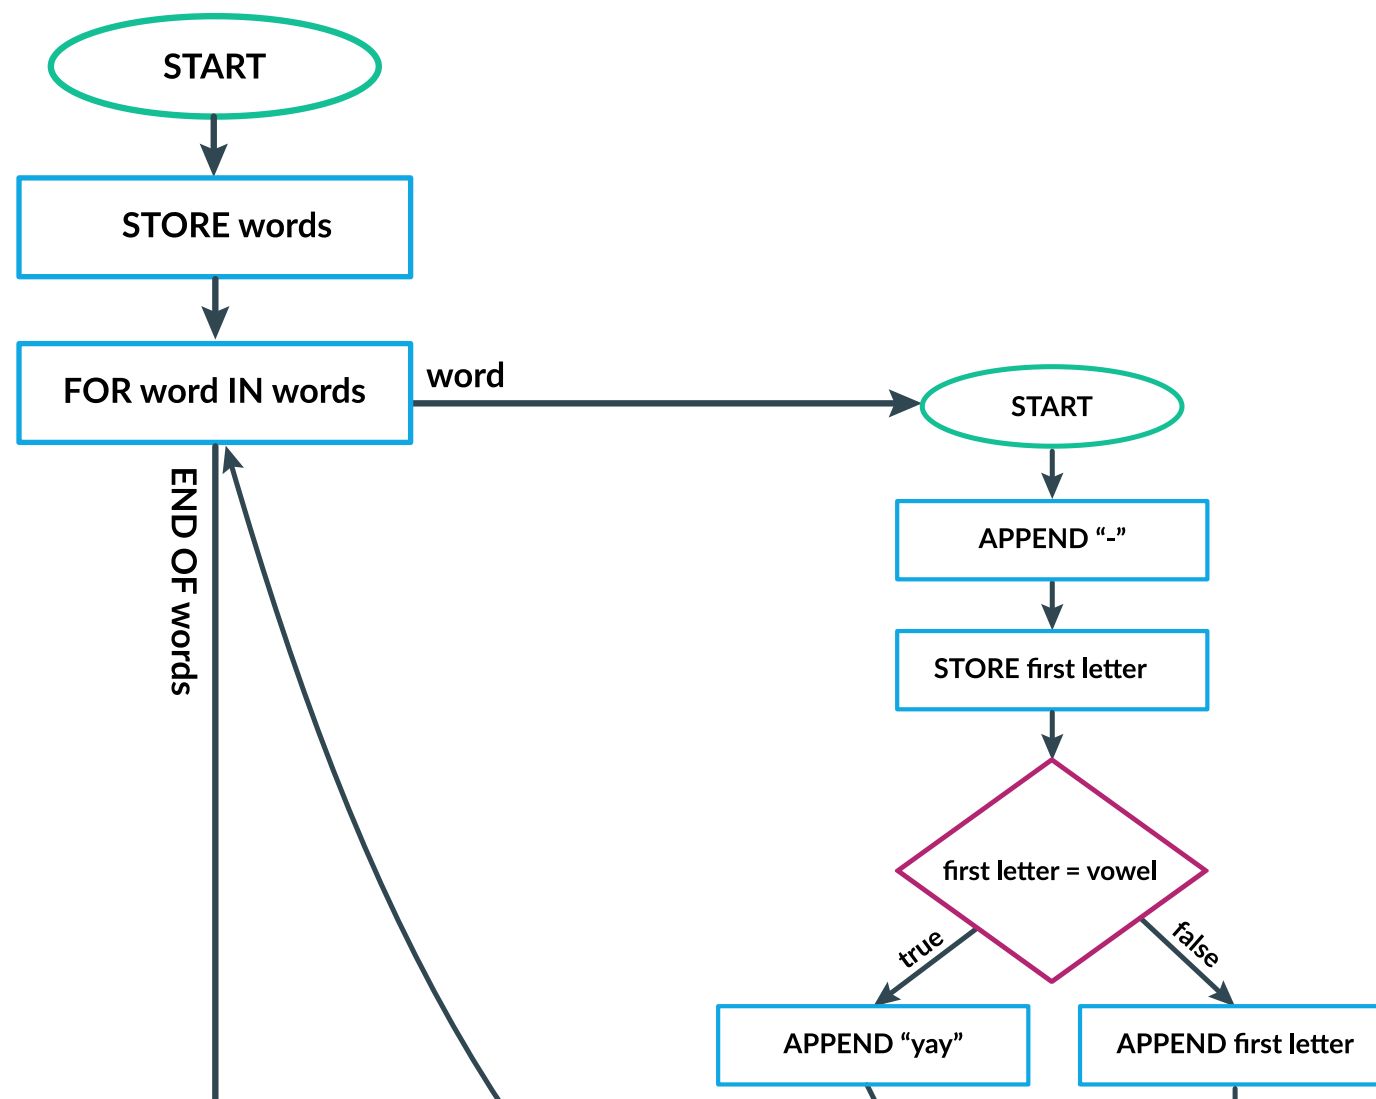 START
STORE words
FOR word IN words
word
END OF words
START
APPEND “-”
STORE first letter
first letter = vowel
true
false
APPEND “yay”
APPEND first letter